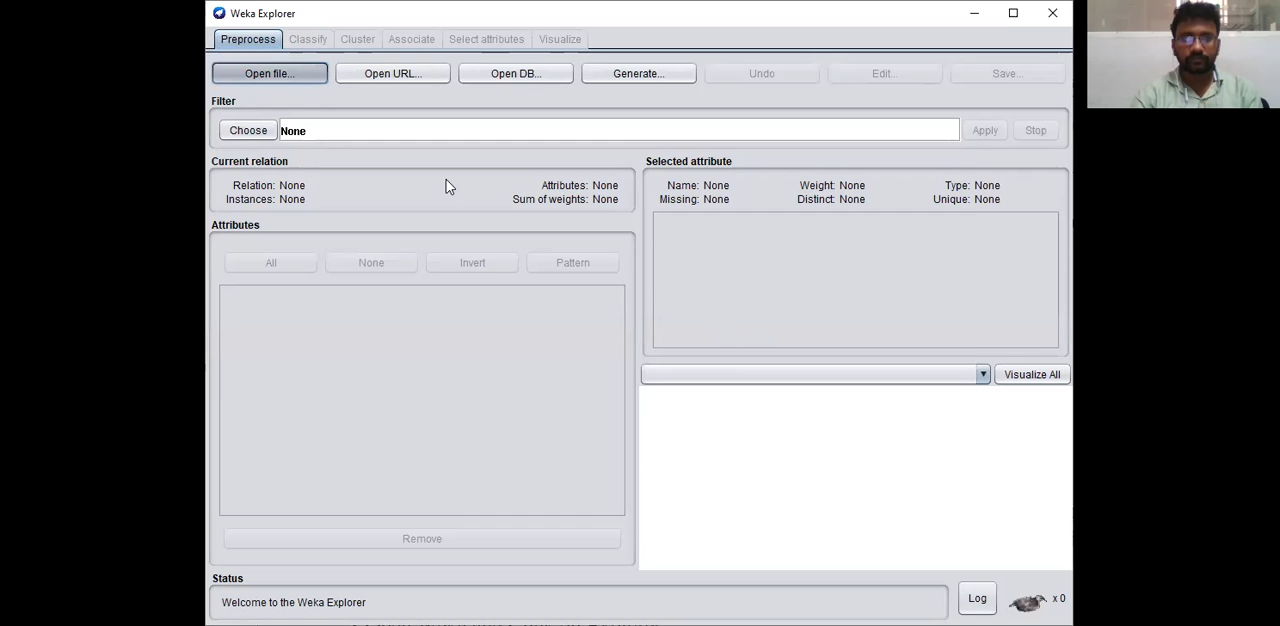 Weka Explorer
Preprocess Classify Cluster Associate Select attributes Visualize
Open file... Open URL... Open DB... Generate... Undo Edit... Save...
Filter
Choose None Apply Stop
Current relation
Relation: None Attributes: None
Instances: None Sum of weights: None
Selected attribute
Name: None Weight: None Type: None
Missing: None Distinct: None Unique: None
Attributes
All None Invert Pattern
Remove
Visualize All
Status
Welcome to the Weka Explorer
Log x 0